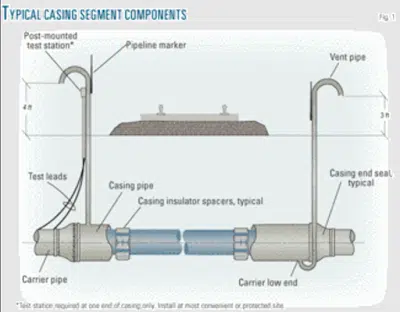 TYPICAL CASING SEGMENT COMPONENTS
Fig. 1
Post-mounted
test station*
Pipeline marker
Vent pipe
4 ft
3 ft
Test leads
Casing pipe
Casing insulator spacers, typical
Casing end seal,
typical
Carrier pipe
Carrier low end
*Test station required at one end of casing only. Install at most convenient or protected site